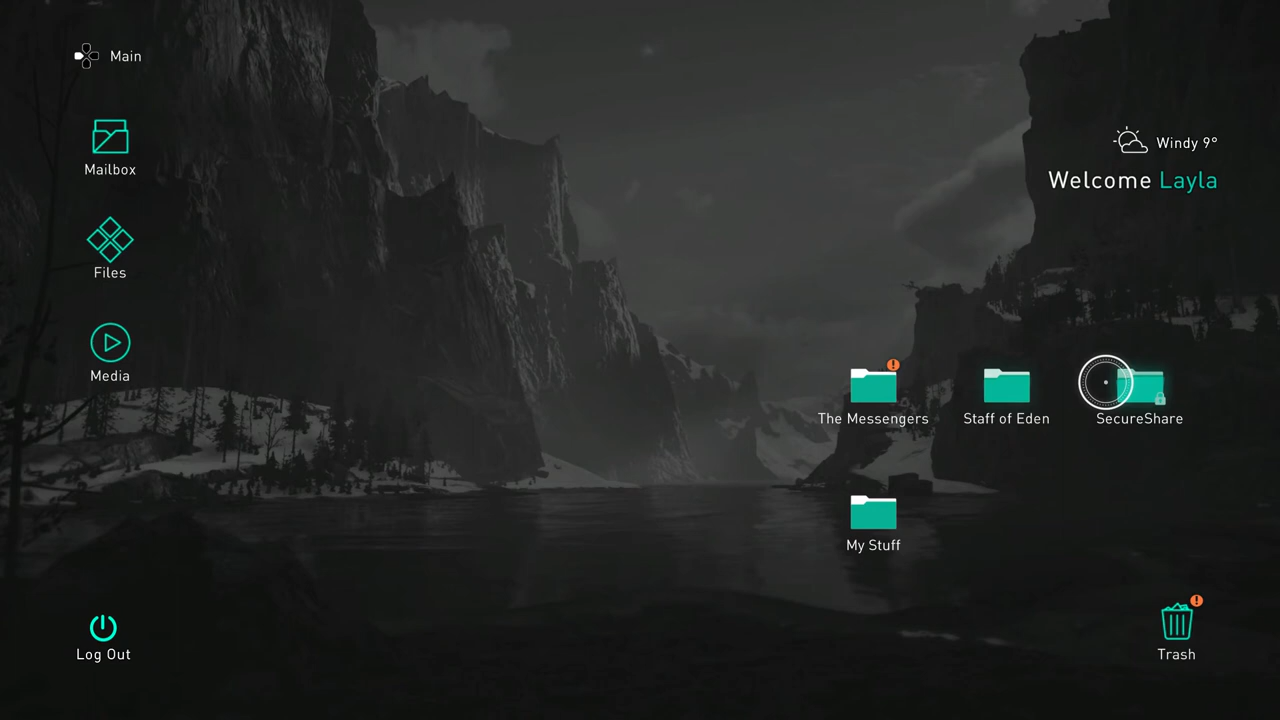 Main
Mailbox
Files
Media
Log Out
Windy 9°
Welcome Layla
The Messengers
Staff of Eden
SecureShare
My Stuff
Trash